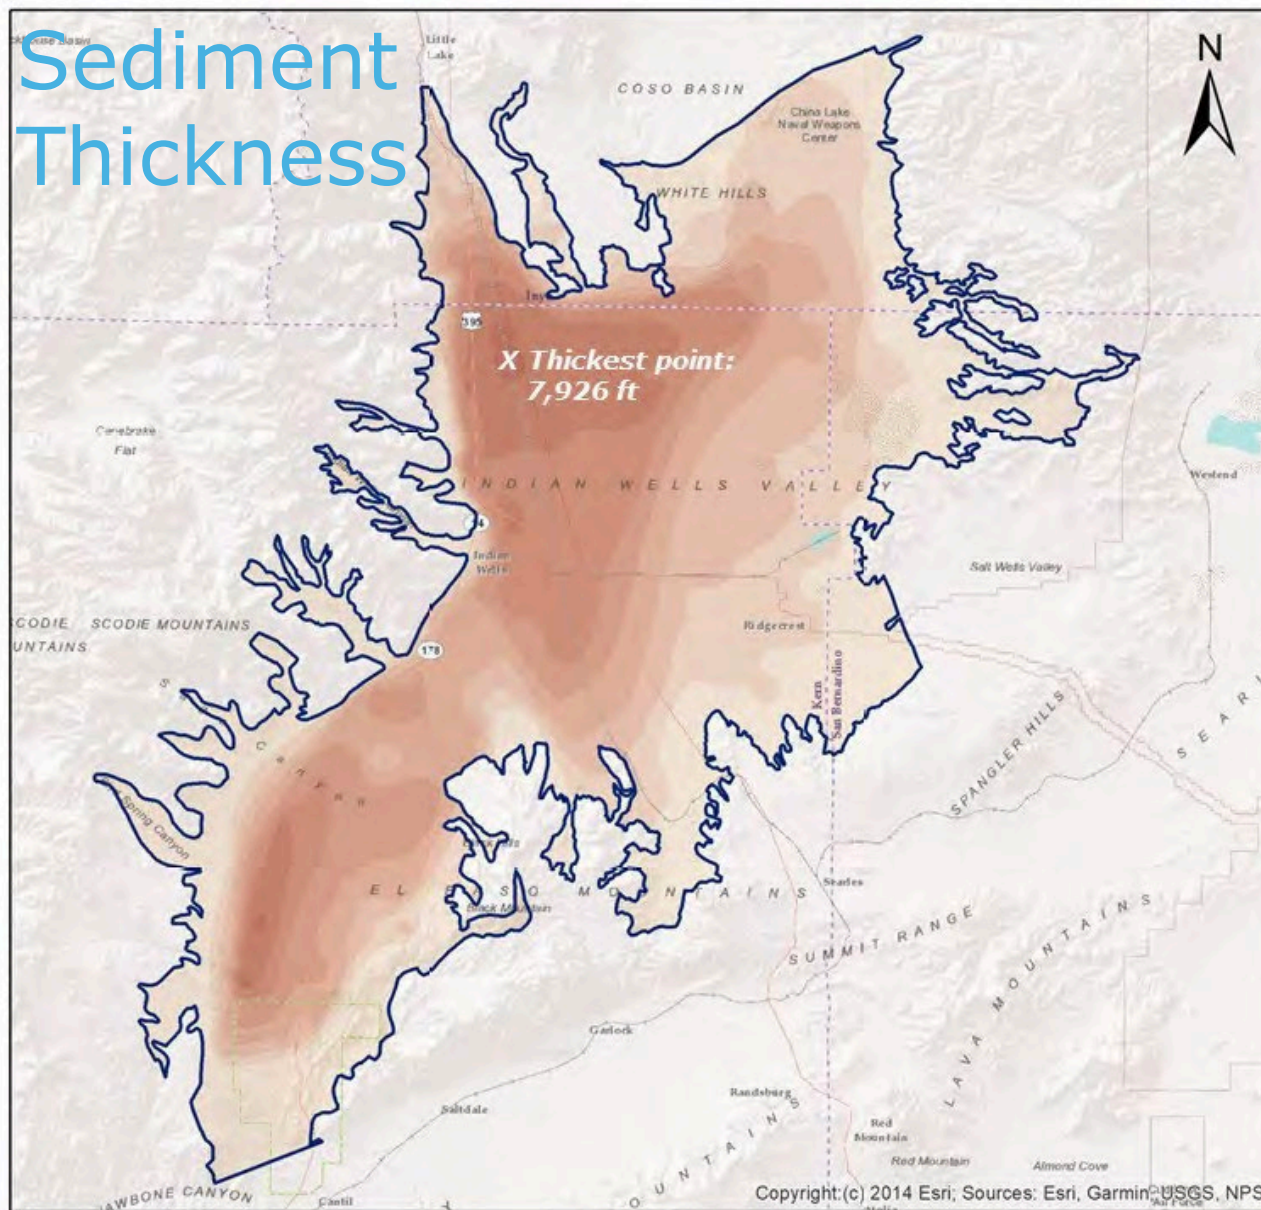 Sediment
Thickness
Little
Lake
N
COSO BASIN
China Lake
Naval Weapons
Center
WHITE HILLS
395
X Thickest point:
7,926 ft
Canebrake
Flat
INDIAN WELLS VALLEY
Westend
Indian
Wells
Salt Wells Valley
SCODIE MOUNTAINS
Ridgecrest
178
Kern
San Bernardino
Canyon
SPANGLER HILLS
Spring Canyon
EL PASO MOUNTAINS
Black Mountain
Searles
SUMMIT RANGE
LAVA MOUNTAINS
Garlock
Saltdale
Randsburg
Red
Mountain
Red Mountain
Almond Cove
Cantil
Copyright:(c) 2014 Esri; Sources: Esri, Garmin, USGS, NPS